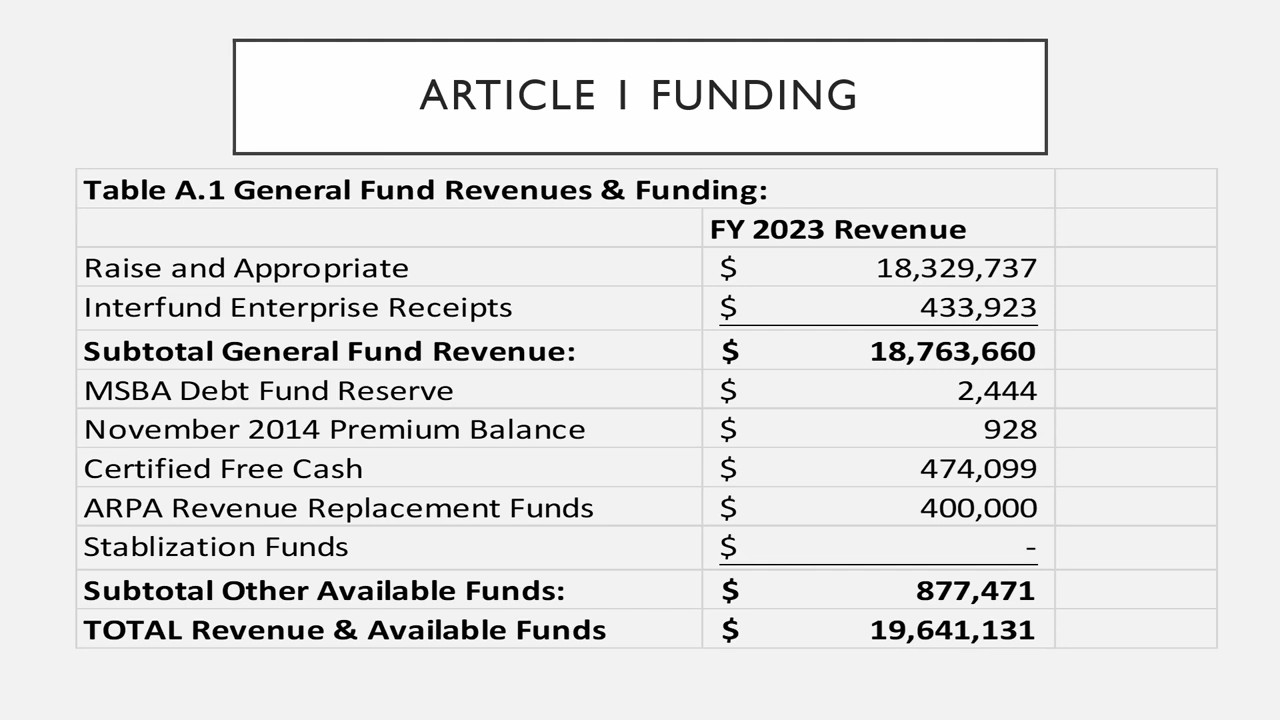 ARTICLE 1 FUNDING
Table A.1 General Fund Revenues & Funding:
FY 2023 Revenue
Raise and Appropriate $ 18,329,737
Interfund Enterprise Receipts $ 433,923
Subtotal General Fund Revenue: $ 18,763,660
MSBA Debt Fund Reserve $ 2,444
November 2014 Premium Balance $ 928
Certified Free Cash $ 474,099
ARPA Revenue Replacement Funds $ 400,000
Stablization Funds $ -
Subtotal Other Available Funds: $ 877,471
TOTAL Revenue & Available Funds $ 19,641,131